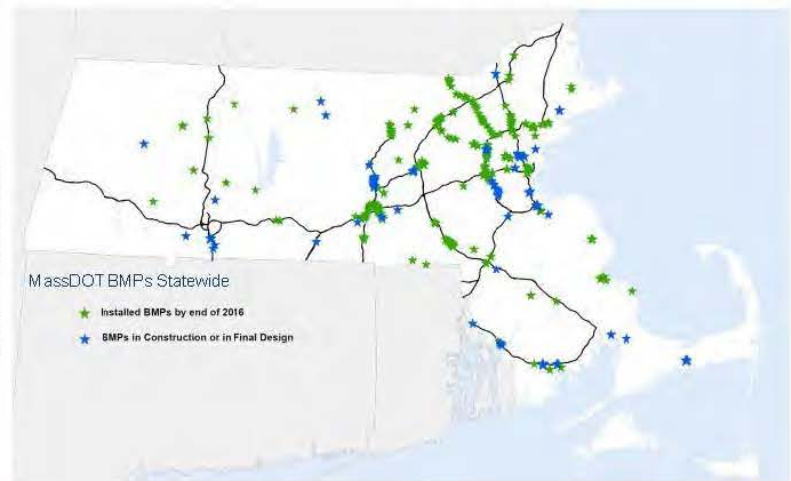 MassDOT BMPs Statewide
Installed BMPs by end of 2016
BMPs in Construction or in Final Design